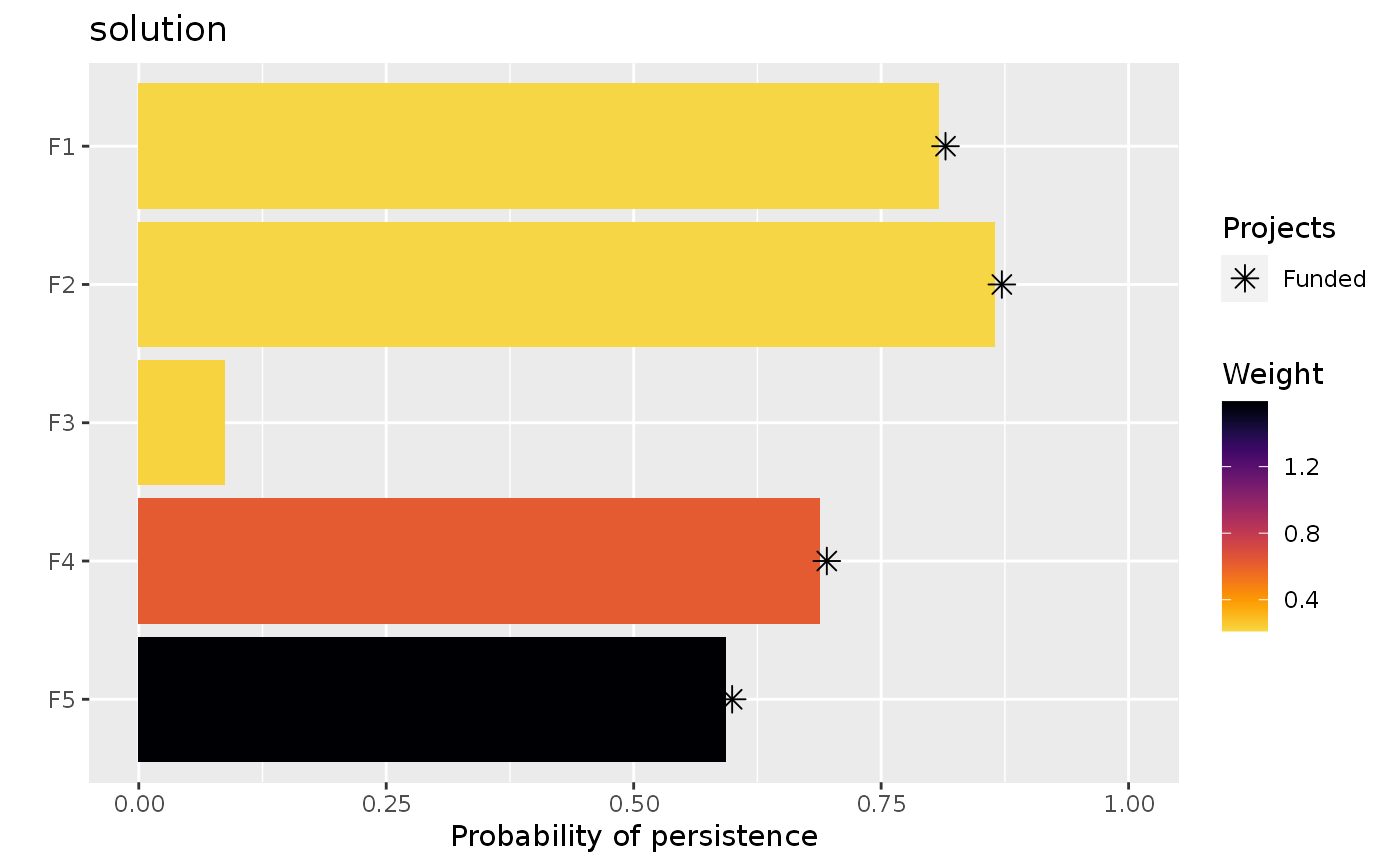 solution
F1
F2
F3
F4
F5
0.00 0.25 0.50 0.75 1.00
Probability of persistence
Projects
Funded
Weight
1.2
0.8
0.4